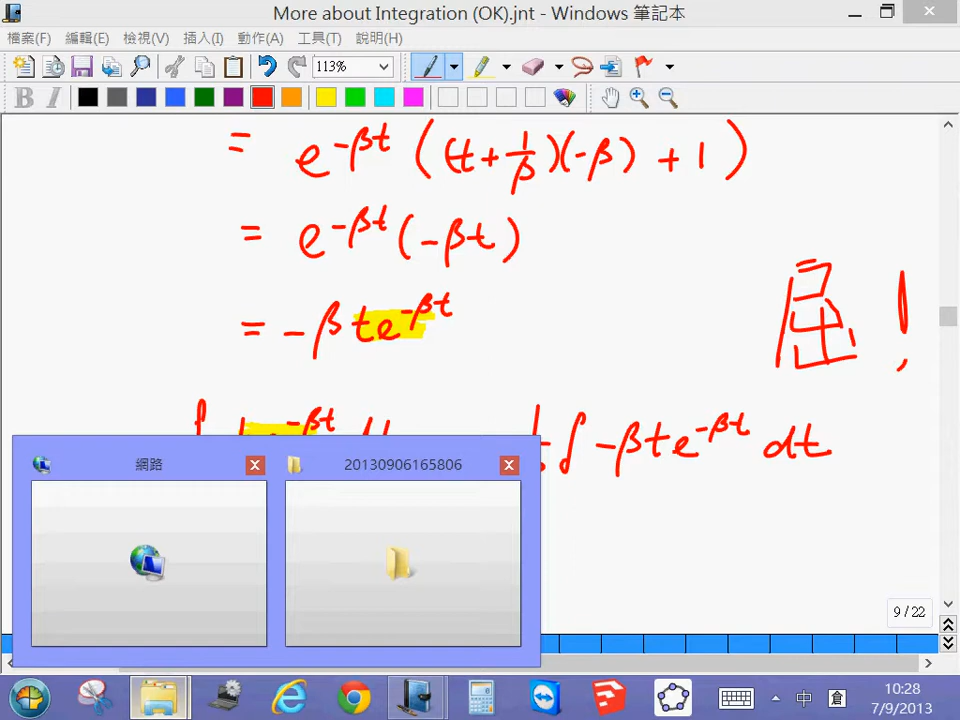 More about Integration (OK).jnt - Windows 筆記本
檔案(F) 編輯(E) 檢視(V) 插入(I) 動作(A) 工具(T) 說明(H)
113%
B I
= e^{-βt} ((t+\frac{1}{β})(-β) + 1)
= e^{-βt}(-βt)
= -βte^{-βt}
!
∫ -βte^{-βt} dt
網路 20130906165806
9 / 22
中 倉 10:28
7/9/2013